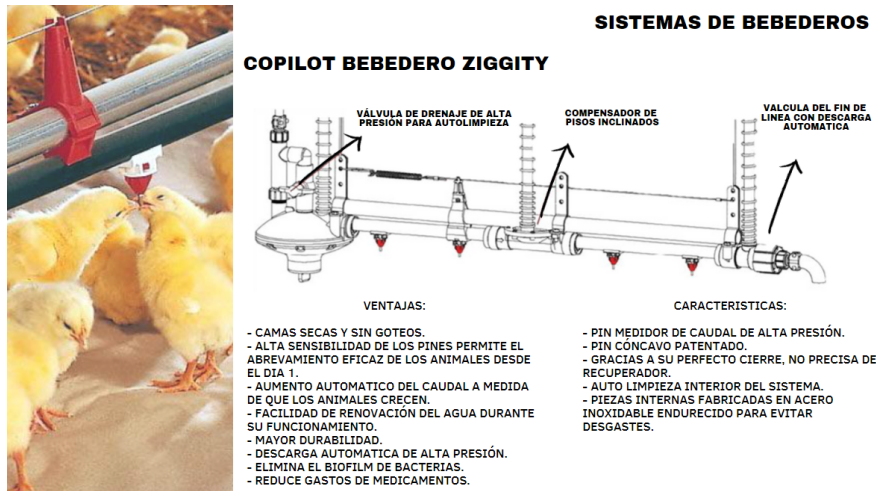 SISTEMAS DE BEBEDEROS
COPILOT BEBEDERO ZIGGITY
VÁLVULA DE DRENAJE DE ALTA
PRESIÓN PARA AUTOLIMPIEZA
COMPENSADOR DE
PISOS INCLINADOS
VALCULA DEL FIN DE
LINEA CON DESCARGA
AUTOMATICA
VENTAJAS:
- CAMAS SECAS Y SIN GOTEOS.
- ALTA SENSIBILIDAD DE LOS PINES PERMITE EL
ABREVAMIENTO EFICAZ DE LOS ANIMALES DESDE
EL DIA 1.
- AUMENTO AUTOMATICO DEL CAUDAL A MEDIDA
DE QUE LOS ANIMALES CRECEN.
- FACILIDAD DE RENOVACIÓN DEL AGUA DURANTE
SU FUNCIONAMIENTO.
- MAYOR DURABILIDAD.
- DESCARGA AUTOMATICA DE ALTA PRESIÓN.
- ELIMINA EL BIOFILM DE BACTERIAS.
- REDUCE GASTOS DE MEDICAMENTOS.
CARACTERISTICAS:
- PIN MEDIDOR DE CAUDAL DE ALTA PRESIÓN.
- PIN CÓNCAVO PATENTADO.
- GRACIAS A SU PERFECTO CIERRE, NO PRECISA DE
RECUPERADOR.
- AUTO LIMPIEZA INTERIOR DEL SISTEMA.
- PIEZAS INTERNAS FABRICADAS EN ACERO
INOXIDABLE ENDURECIDO PARA EVITAR
DESGASTES.